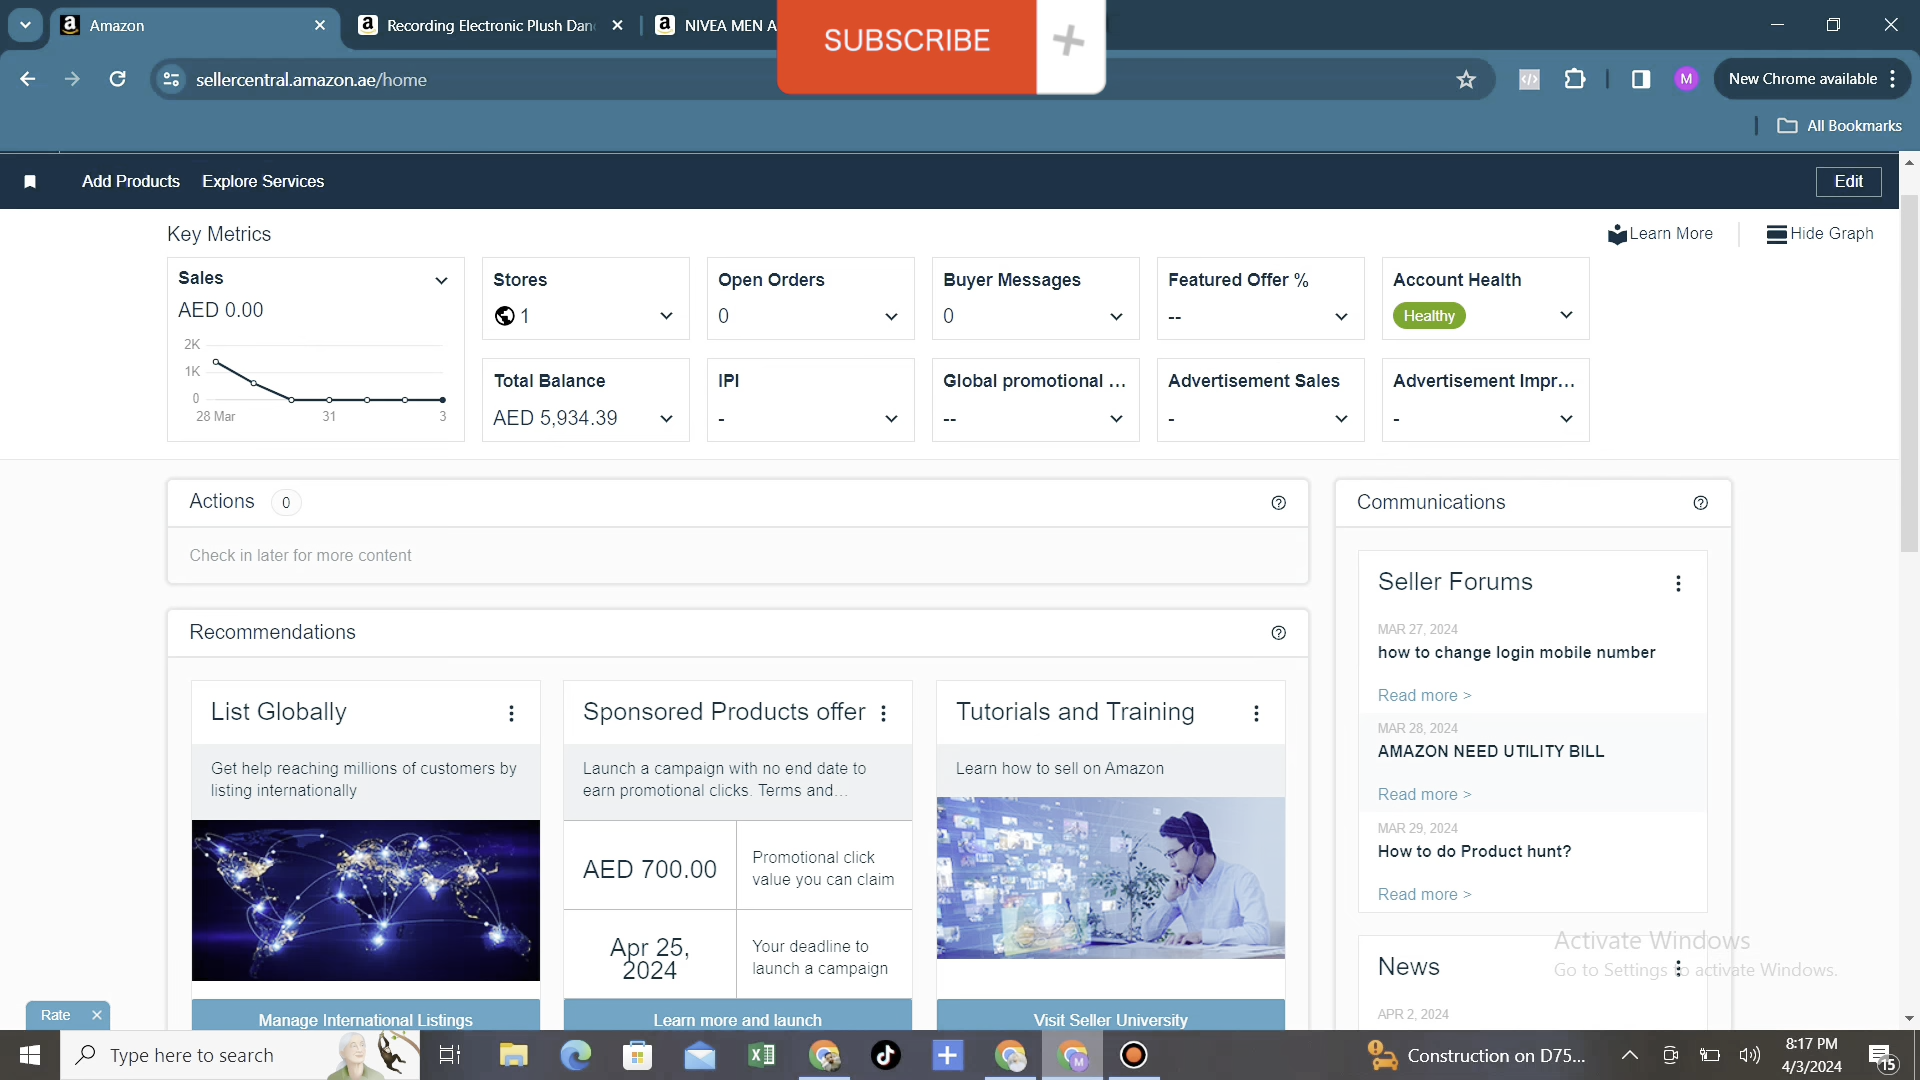 Amazon
Recording Electronic Plush Dan
NIVEA MEN A
SUBSCRIBE
sellercentral.amazon.ae/home
M
New Chrome available
All Bookmarks
Add Products
Explore Services
Edit
Key Metrics
Learn More
Hide Graph
Sales
AED 0.00
2K
1K
0
28 Mar
31
3
Stores
1
Open Orders
0
Buyer Messages
0
Featured Offer %
--
Account Health
Healthy
Total Balance
AED 5,934.39
IPI
-
Global promotional ...
--
Advertisement Sales
-
Advertisement Impr...
-
Actions 0
Check in later for more content
Recommendations
List Globally
Get help reaching millions of customers by
listing internationally
Manage International Listings
Sponsored Products offer
Launch a campaign with no end date to
earn promotional clicks. Terms and...
AED 700.00
Promotional click
value you can claim
Apr 25,
2024
Your deadline to
launch a campaign
Learn more and launch
Tutorials and Training
Learn how to sell on Amazon
Visit Seller University
Communications
Seller Forums
MAR 27, 2024
how to change login mobile number
Read more >
MAR 28, 2024
AMAZON NEED UTILITY BILL
Read more >
MAR 29, 2024
How to do Product hunt?
Read more >
News
APR 2, 2024
Activate Windows
Go to Settings to activate Windows.
Rate
Type here to search
M
Construction on D75...
8:17 PM
4/3/2024
15